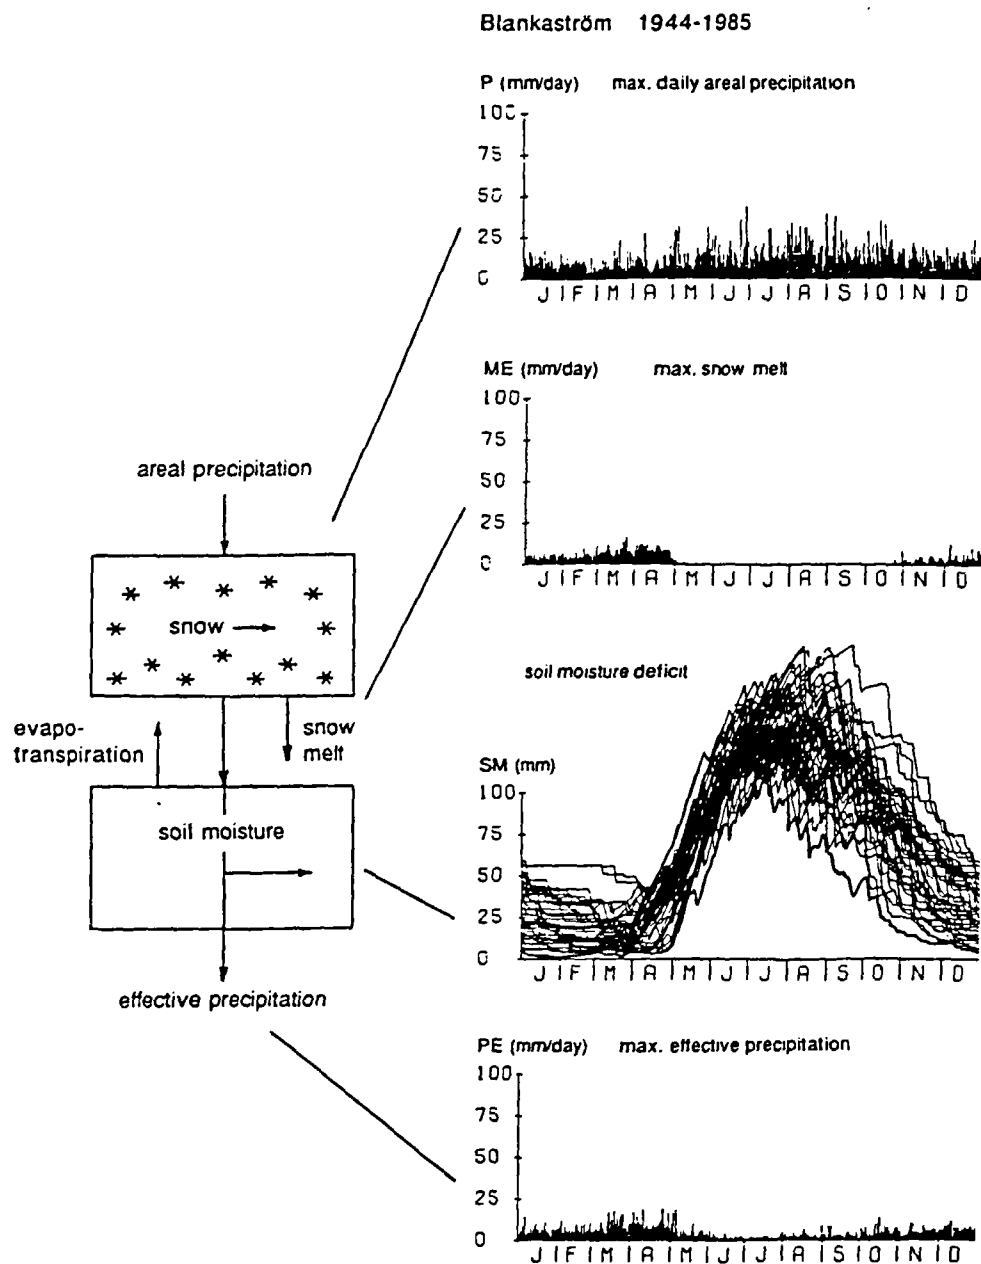 Blankaström 1944-1985
P (mm/day) max. daily areal precipitation
100
75
50
25
0
J F M A M J J A S O N D
ME (mm/day) max. snow melt
100
75
50
25
0
J F M A M J J A S O N D
areal precipitation
snow
evapo-
transpiration
snow
melt
soil moisture
effective precipitation
soil moisture deficit
SM (mm)
100
75
50
25
0
J F M A M J J A S O N D
PE (mm/day) max. effective precipitation
100
75
50
25
0
J F M A M J J A S O N D